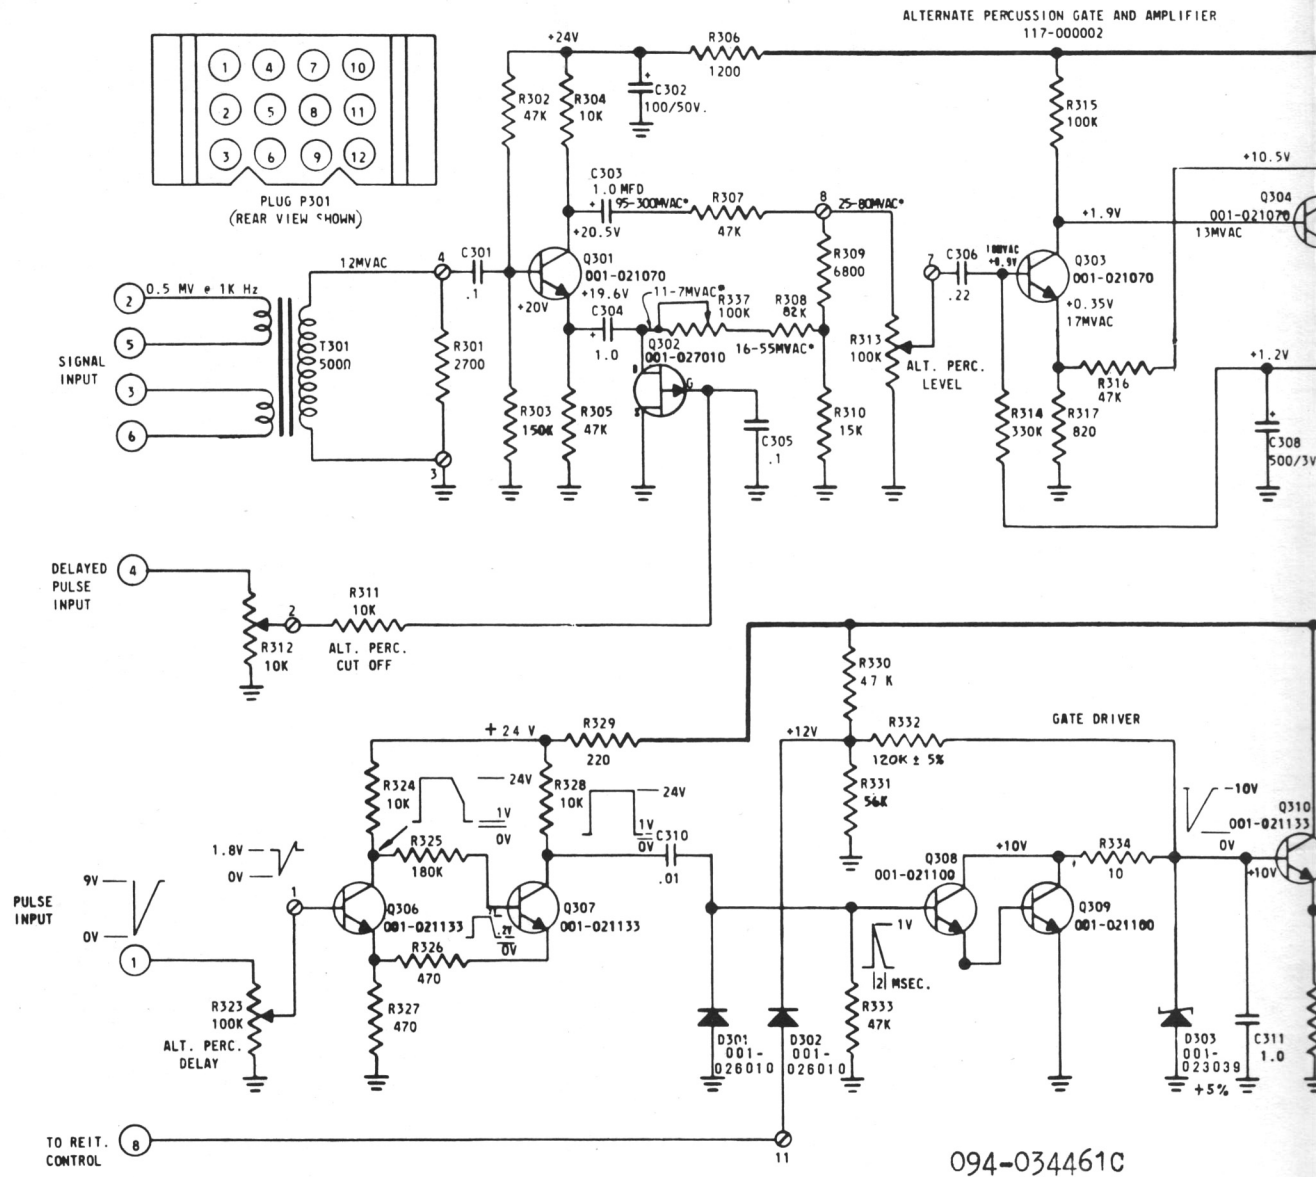 ALTERNATE PERCUSSION GATE AND AMPLIFIER
117-000002
1 4 7 10
2 5 8 11
3 6 9 12
PLUG P301
(REAR VIEW SHOWN)
+24V
R306
1200
R302
47K
R304
10K
+
C302
100/50V.
R315
100K
+10.5V
C303
1.0 MFD
+
95-300MVAC*
R307
47K
8
25-80MVAC*
+1.9V
Q304
001-021070
13MVAC
+20.5V
12MVAC
4
C301
.1
Q301
001-021070
+19.6V
+20V
R309
6800
7
C306
.22
+0.9V
Q303
001-021070
+0.35V
17MVAC
2
0.5 MV @ 1K Hz
5
SIGNAL
INPUT
3
6
T301
500Ω
R301
2700
3
C304
+
1.0
11-7MVAC*
R337
100K
R308
82K
16-55MVAC*
Q302
001-027010
G
S
R313
100K
ALT. PERC.
LEVEL
R316
47K
+1.2V
R303
150K
R305
47K
C305
.1
R310
15K
R314
330K
R317
820
+
C308
500/3V
DELAYED
PULSE
INPUT
4
R312
10K
2
R311
10K
ALT. PERC.
CUT OFF
R330
47 K
+ 24 V
R329
220
+12V
R332
120K ± 5%
GATE DRIVER
R324
10K
24V
1V
0V
R328
10K
24V
1V
0V
R331
56K
-10V
0V
Q310
001-021133
+10V
1.8V
0V
R325
180K
C310
.01
Q308
001-021100
+10V
R334
10
9V
0V
PULSE
INPUT
1
1
Q306
001-021133
.2V
0V
Q307
001-021133
R326
470
1V
2 MSEC.
Q309
001-021100
R323
100K
ALT. PERC.
DELAY
R327
470
D301
001-
026010
D302
001-
026010
R333
47K
D303
001-
023039
+5%
C311
1.0
TO REIT.
CONTROL
8
11
094-034461C